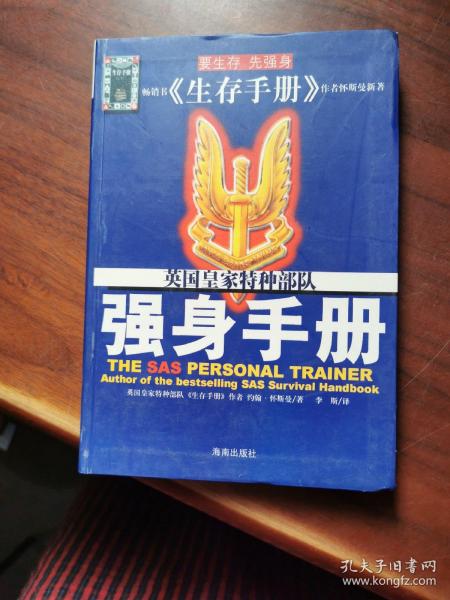 要生存 先强身
畅销书《生存手册》作者怀斯曼新著
英国皇家特种部队
强身手册
THE SAS PERSONAL TRAINER
Author of the bestselling SAS Survival Handbook
英国皇家特种部队《生存手册》作者 约翰·怀斯曼/著 李 斯/译
海南出版社
孔夫子旧书网
www.kongfz.com